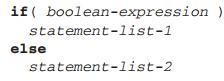 if( boolean-expression )
statement-list-1
else
statement-list-2